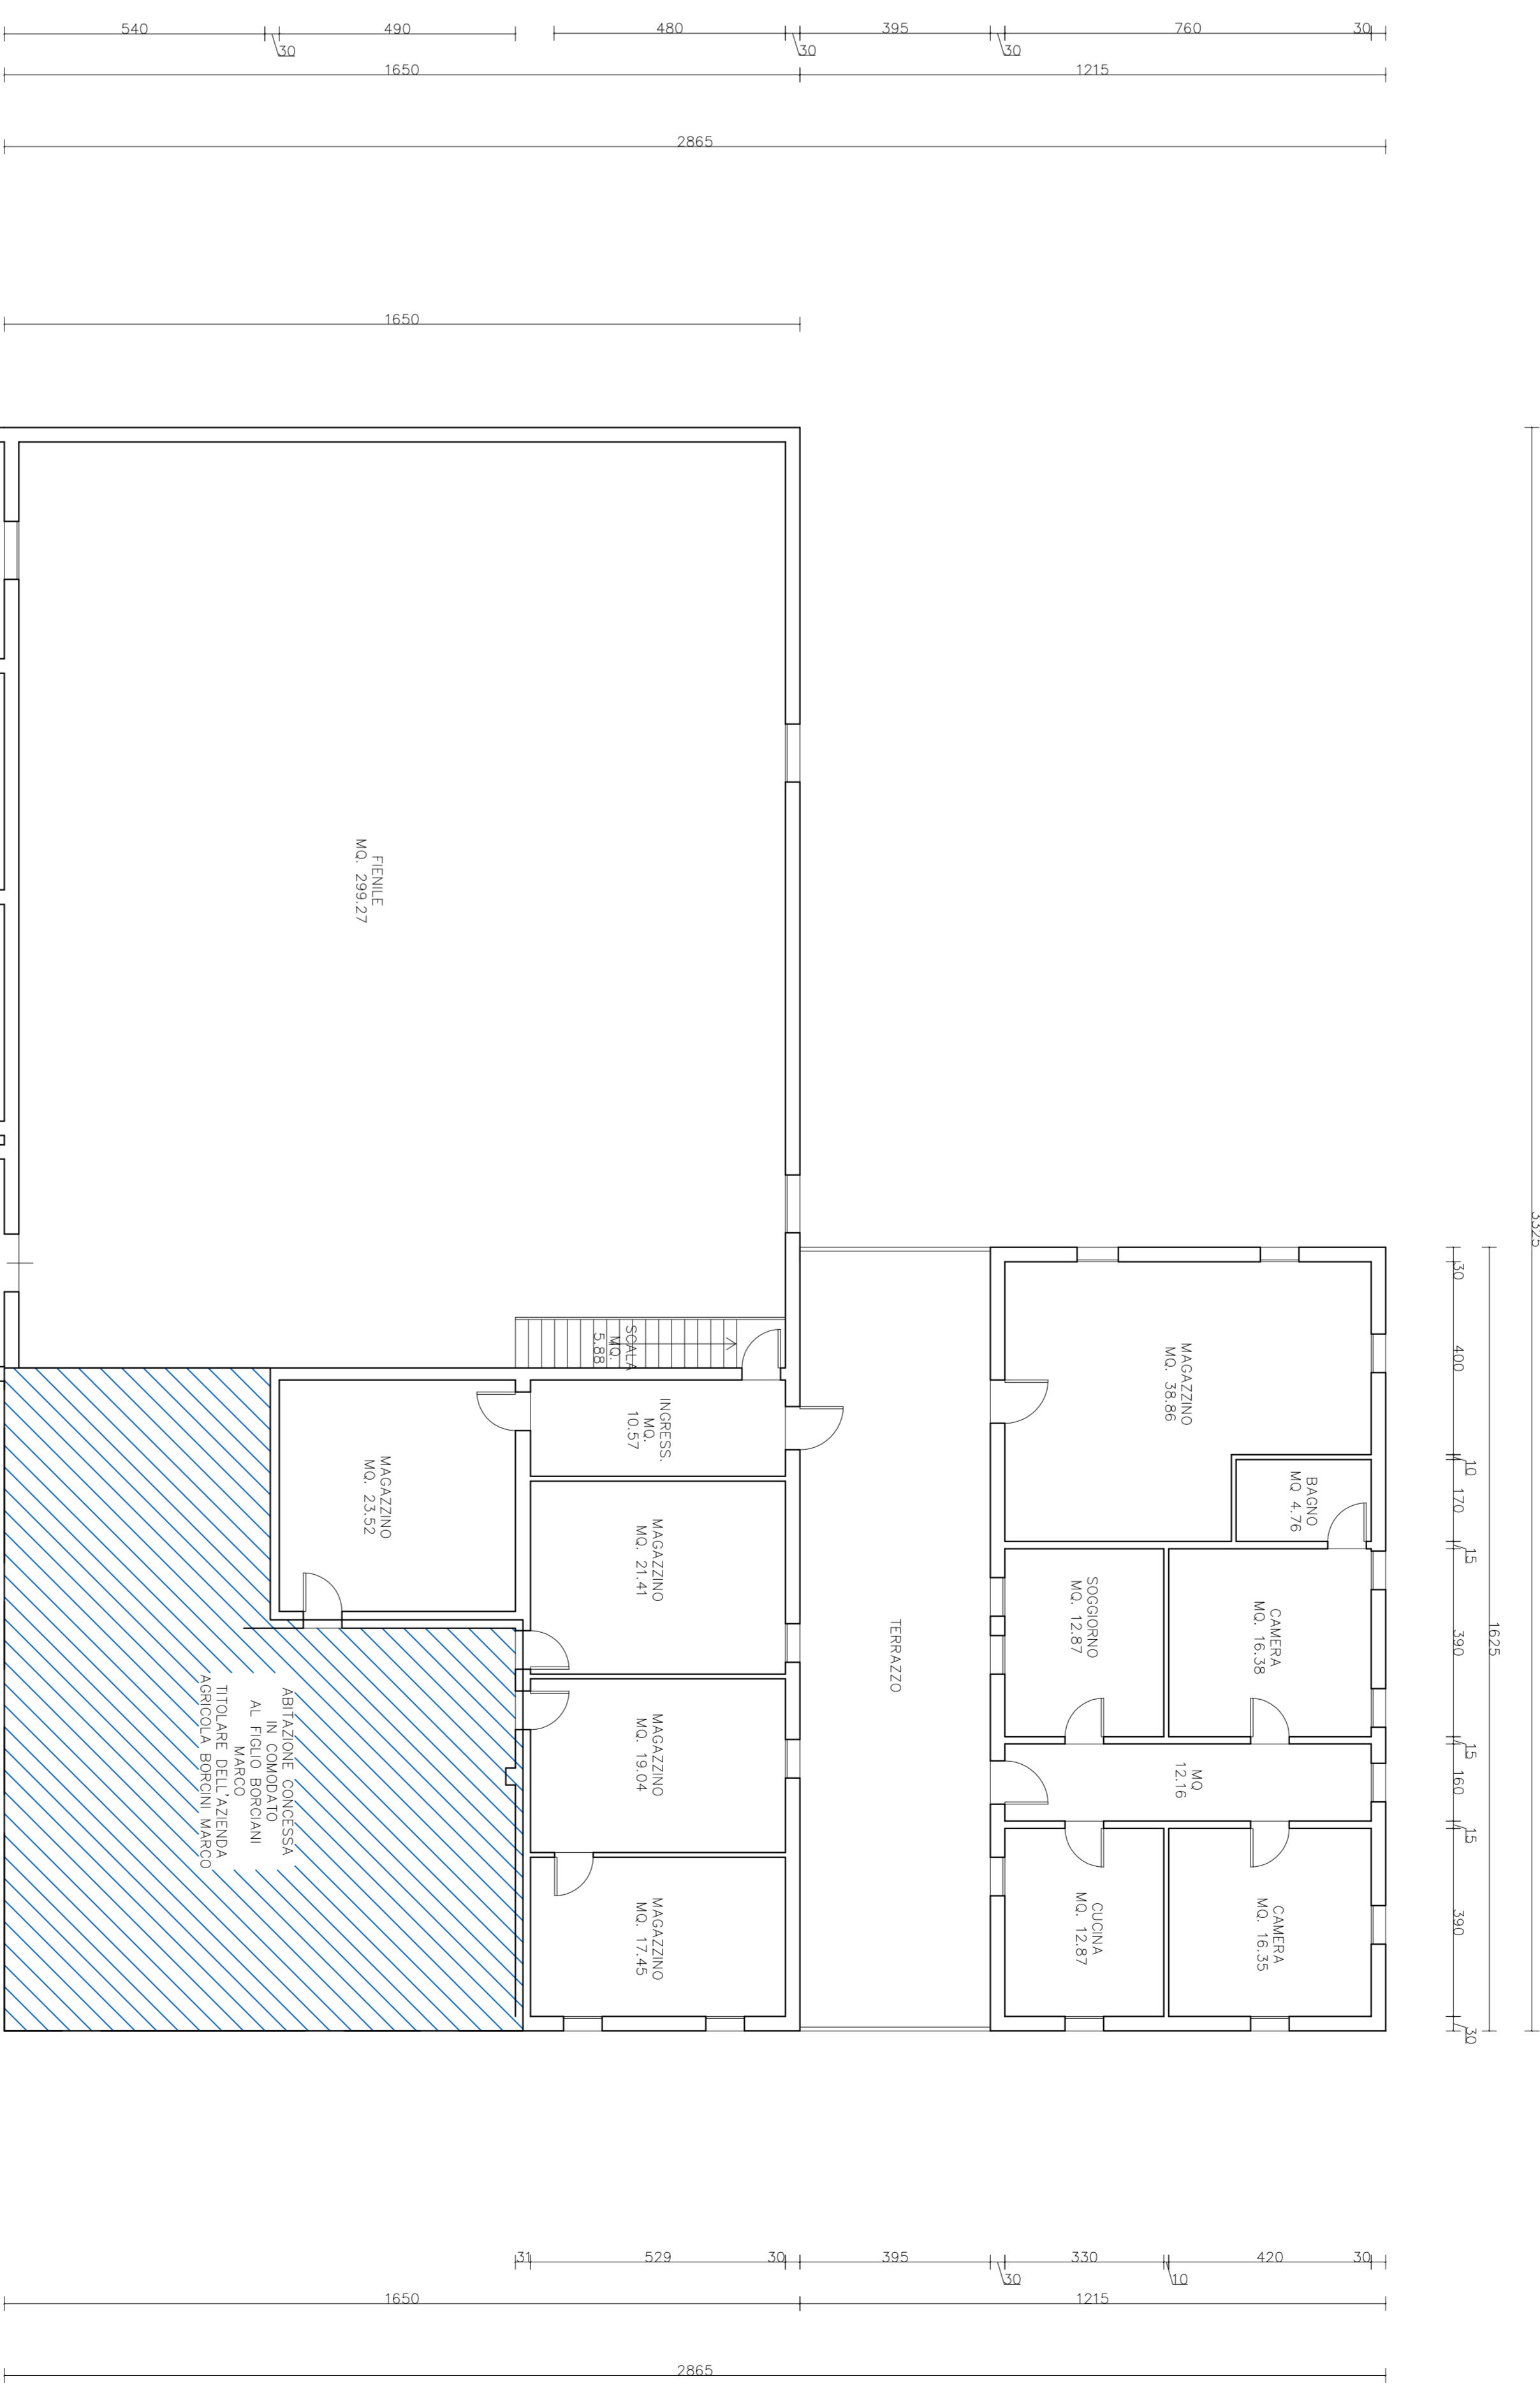 540
30
490
480
30
395
30
760
30
1650
1215
2865
1650
FIENILE
MQ. 299.27
3325
SCALA
MQ.
5.88
INGRESS.
MQ.
10.57
MAGAZZINO
MQ. 38.86
BAGNO
MQ 4.76
MAGAZZINO
MQ. 23.52
MAGAZZINO
MQ. 21.41
SOGGIORNO
MQ. 12.87
CAMERA
MQ. 16.38
TERRAZZO
MAGAZZINO
MQ. 19.04
MQ
12.16
MAGAZZINO
MQ. 17.45
CUCINA
MQ. 12.87
CAMERA
MQ. 16.35
ABITAZIONE CONCESSA
IN COMODATO
AL FIGLIO BORCIANI
MARCO
TITOLARE DELL'AZIENDA
AGRICOLA BORCINI MARCO
30
400
10
170
15
390
15
160
15
390
30
1625
31
529
30
395
30
330
10
420
30
1650
1215
2865